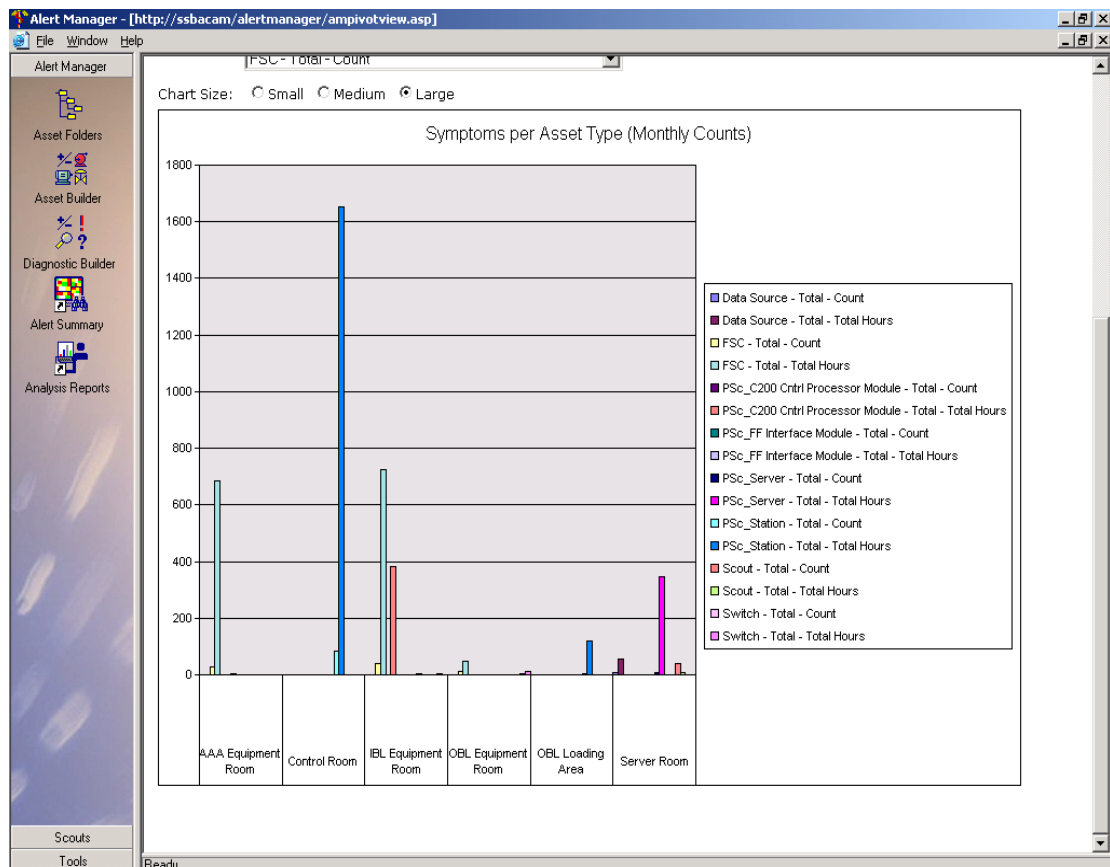 Alert Manager - [http://ssbacam/alertmanager/ampivotview.asp]
File Window Help
Alert Manager
Asset Folders
Asset Builder
Diagnostic Builder
Alert Summary
Analysis Reports
Scouts
Tools
FSC - Total - Count
Chart Size: Small Medium Large
Symptoms per Asset Type (Monthly Counts)
1800
1600
1400
1200
1000
800
600
400
200
0
AAA Equipment Room
Control Room
IBL Equipment Room
OBL Equipment Room
OBL Loading Area
Server Room
Data Source - Total - Count
Data Source - Total - Total Hours
FSC - Total - Count
FSC - Total - Total Hours
PSc_C200 Cntrl Processor Module - Total - Count
PSc_C200 Cntrl Processor Module - Total - Total Hours
PSc_FF Interface Module - Total - Count
PSc_FF Interface Module - Total - Total Hours
PSc_Server - Total - Count
PSc_Server - Total - Total Hours
PSc_Station - Total - Count
PSc_Station - Total - Total Hours
Scout - Total - Count
Scout - Total - Total Hours
Switch - Total - Count
Switch - Total - Total Hours
Ready